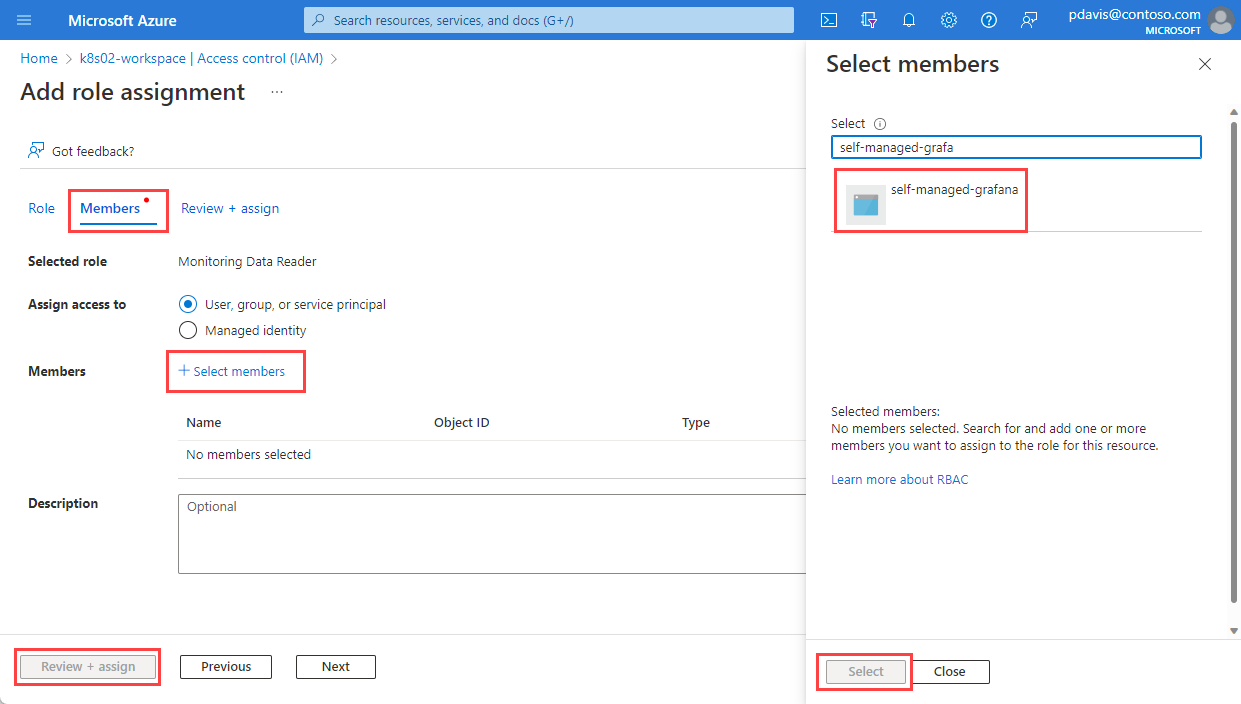 Microsoft Azure
Search resources, services, and docs (G+/)
pdavis@contoso.com
MICROSOFT
Home > k8s02-workspace | Access control (IAM) >
Add role assignment ...
Got feedback?
Role
Members
Review + assign
Selected role
Monitoring Data Reader
Assign access to
User, group, or service principal
Managed identity
Members
+ Select members
Name
Object ID
Type
No members selected
Description
Optional
Review + assign
Previous
Next
Select members
Select
self-managed-grafa
self-managed-grafana
Selected members:
No members selected. Search for and add one or more
members you want to assign to the role for this resource.
Learn more about RBAC
Select
Close